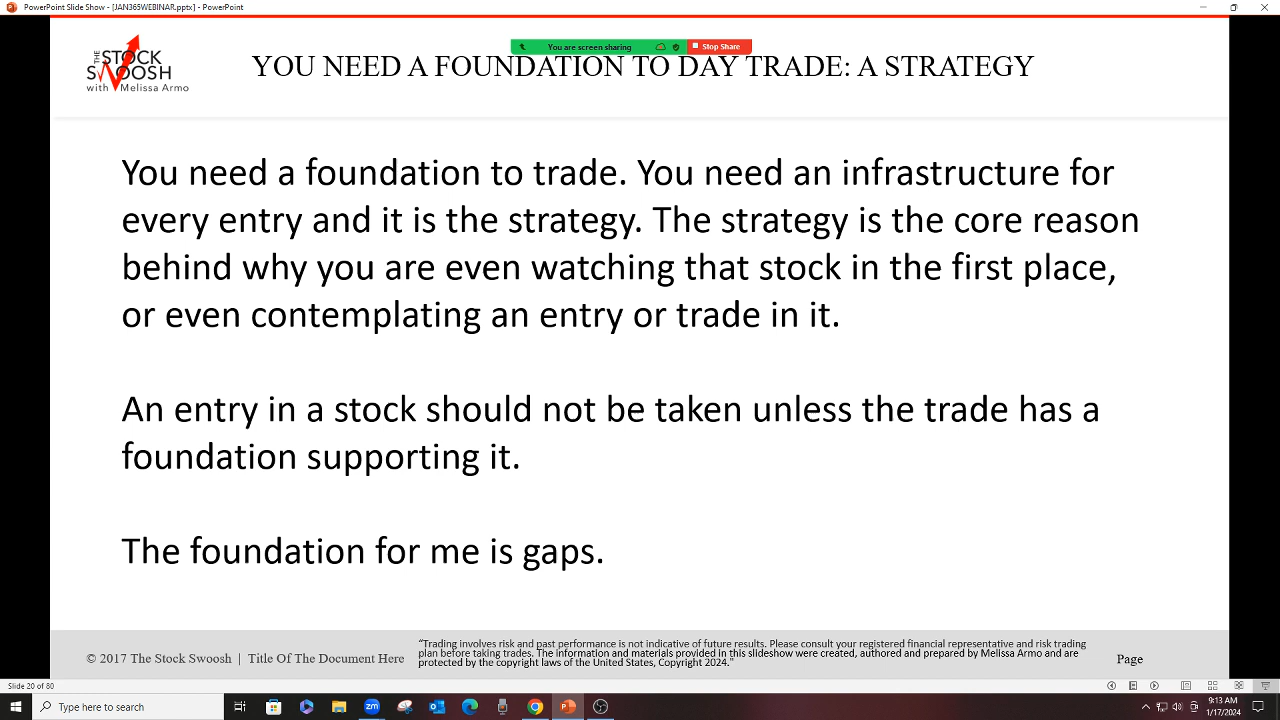 PowerPoint Slide Show - [JAN365WEBINAR.pptx] - PowerPoint
You are screen sharing
Stop Share
THE STOCK
SWOOSH
with Melissa Armo
YOU NEED A FOUNDATION TO DAY TRADE: A STRATEGY
You need a foundation to trade. You need an infrastructure for
every entry and it is the strategy. The strategy is the core reason
behind why you are even watching that stock in the first place,
or even contemplating an entry or trade in it.
An entry in a stock should not be taken unless the trade has a
foundation supporting it.
The foundation for me is gaps.
© 2017 The Stock Swoosh | Title Of The Document Here
"Trading involves risk and past performance is not indicative of future results. Please consult your registered financial representative and risk trading
plan before taking trades. The information and materials provided in this slideshow were created, authored and prepared by Melissa Armo and are
protected by the copyright laws of the United States, Copyright 2024."
Page
Slide 20 of 80
Type here to search
9:13 AM
1/17/2024